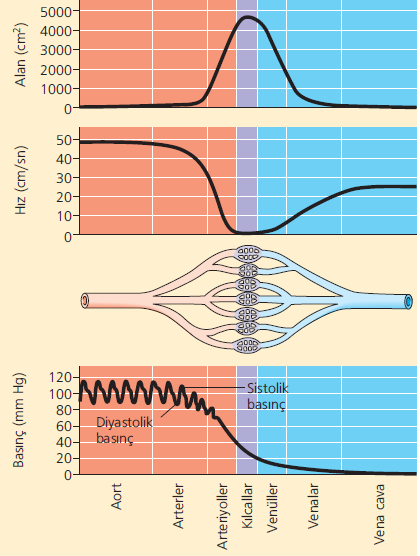 Alan (cm²)
5000
4000
3000
2000
1000
0
Hız (cm/sn)
50
40
30
20
10
0
Basınç (mm Hg)
120
100
80
60
40
20
0
Sistolik
basınç
Diyastolik
basınç
Aort
Arterler
Arteriyoller
Kılcallar
Venüller
Venalar
Vena cava